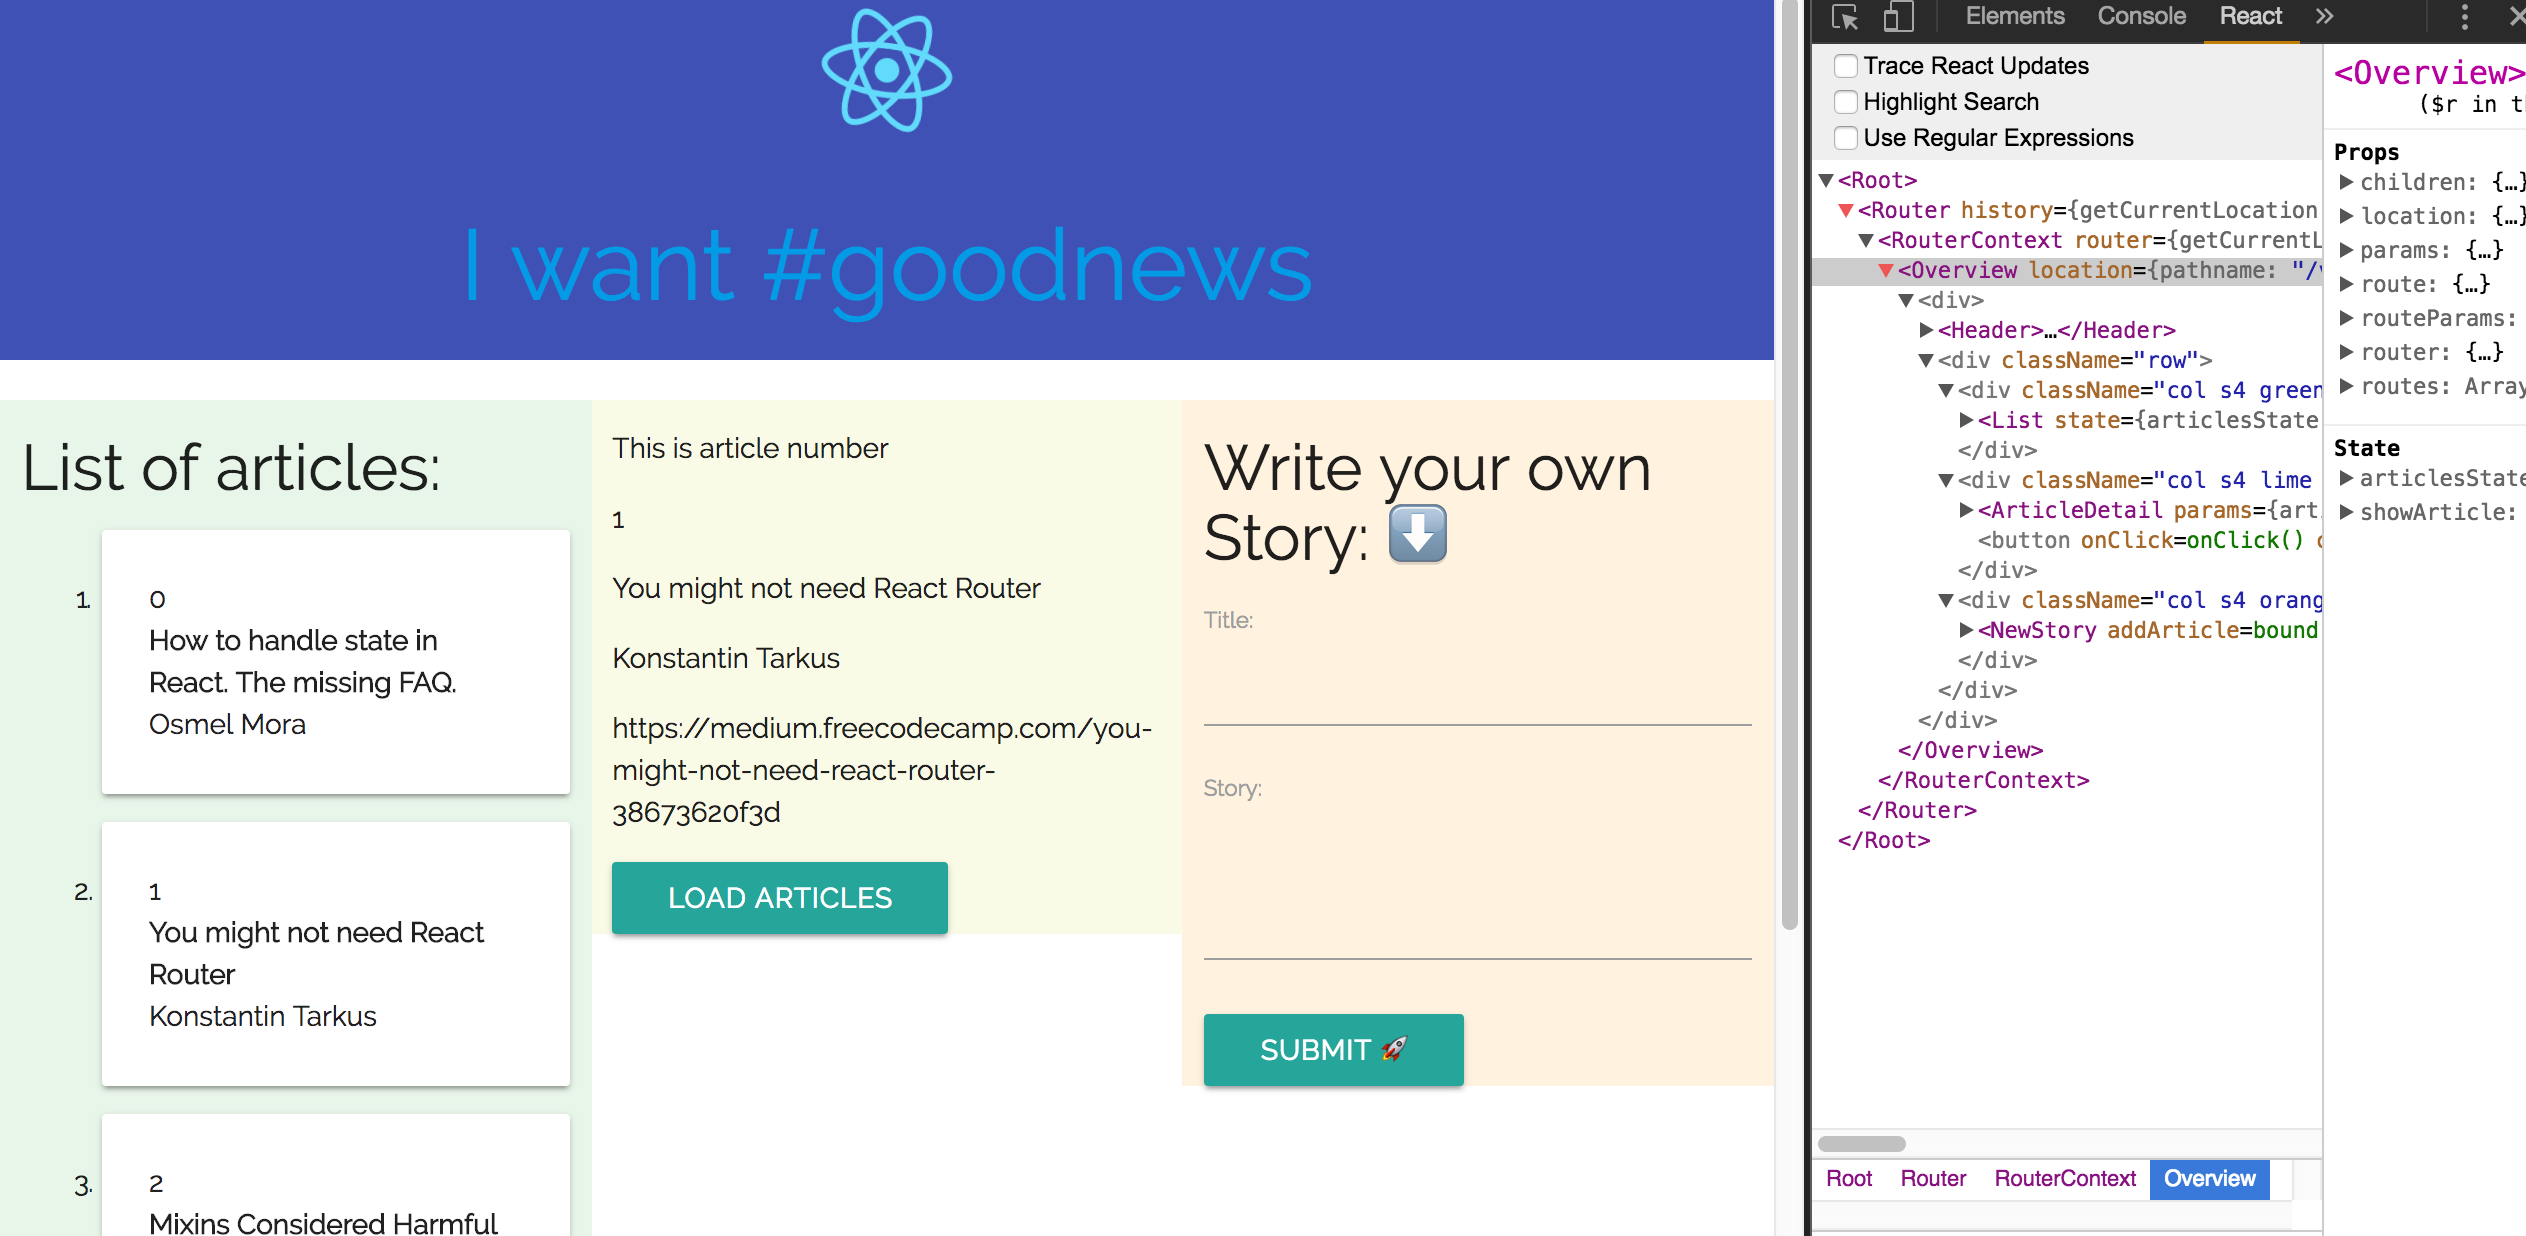 I want #goodnews
List of articles:
1.
0
How to handle state in
React. The missing FAQ.
Osmel Mora
2.
1
You might not need React
Router
Konstantin Tarkus
3.
2
Mixins Considered Harmful
This is article number
1
You might not need React Router
Konstantin Tarkus
https://medium.freecodecamp.com/you-
might-not-need-react-router-
38673620f3d
LOAD ARTICLES
Write your own
Story: ⬇️
Title:
Story:
SUBMIT 🚀
Elements Console React »
Trace React Updates
Highlight Search
Use Regular Expressions
<Root>
<Router history={getCurrentLocation
<RouterContext router={getCurrentL
<Overview location={pathname: "/
<div>
<Header>…</Header>
<div className="row">
<div className="col s4 green
<List state={articlesState
</div>
<div className="col s4 lime
<ArticleDetail params={art
<button onClick=onClick()
</div>
<div className="col s4 orang
<NewStory addArticle=bound
</div>
</div>
</div>
</Overview>
</RouterContext>
</Router>
</Root>
Root Router RouterContext Overview
<Overview>
($r in t
Props
children: {…}
location: {…}
params: {…}
route: {…}
routeParams:
router: {…}
routes: Array
State
articlesState
showArticle: